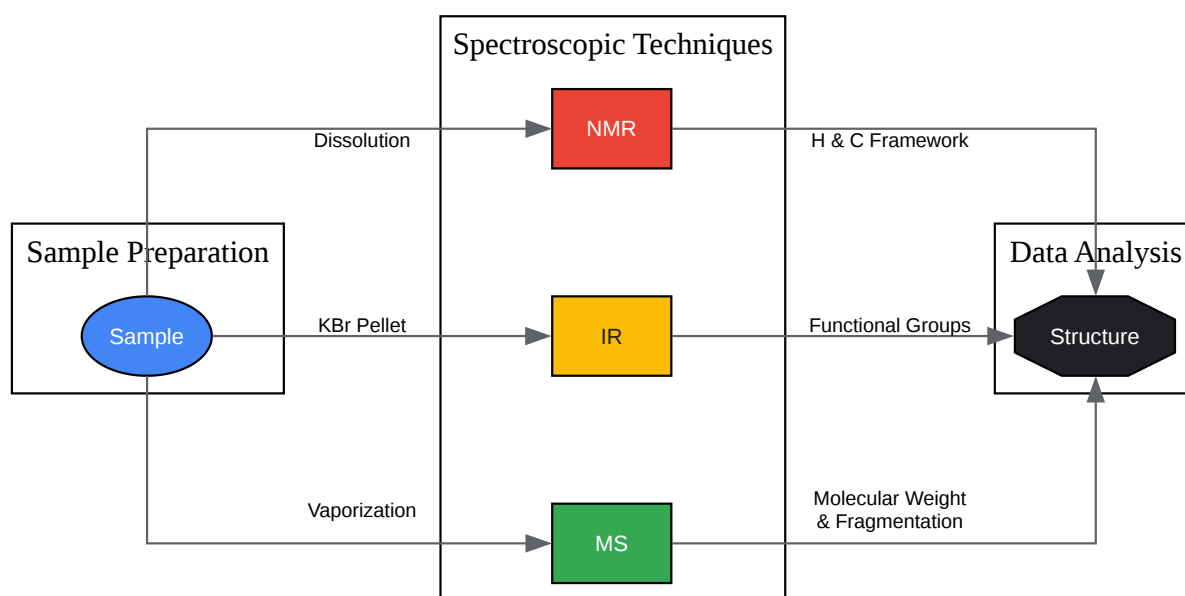 Spectroscopic Techniques
NMR
Dissolution
H & C Framework
Sample Preparation
Data Analysis
Sample
KBr Pellet
IR
Functional Groups
Structure
Vaporization
Molecular Weight
& Fragmentation
MS